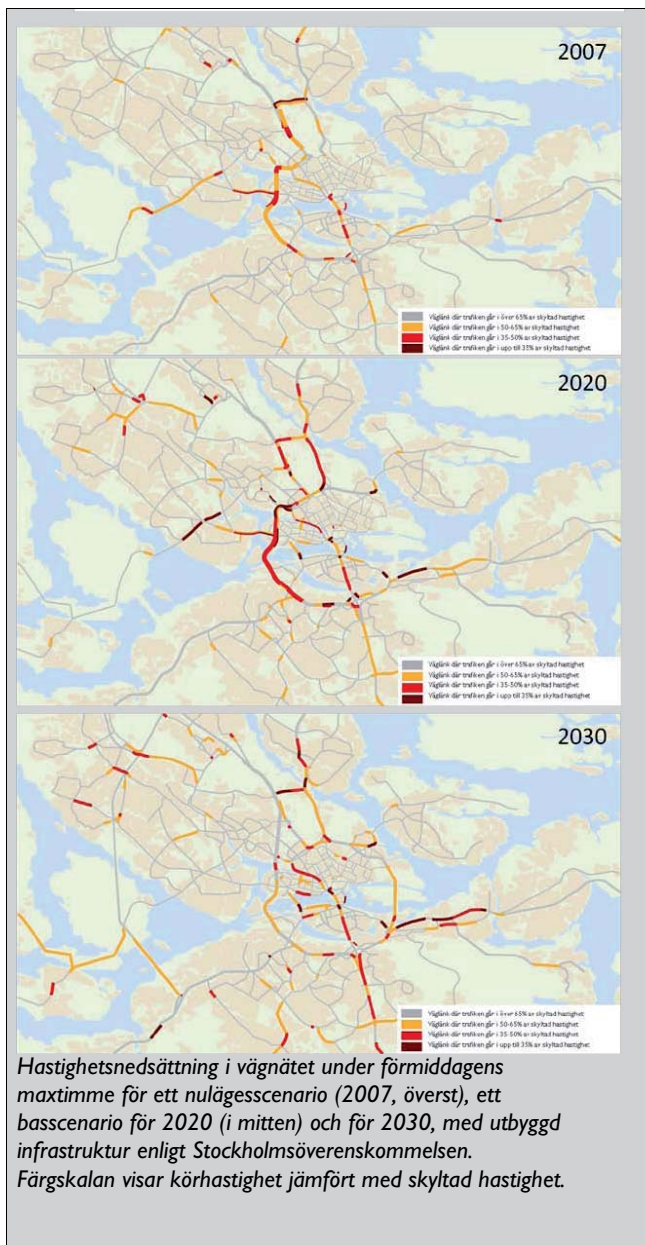 2007
Väglänk där trafiken går i över 65% av skyltad hastighet
Väglänk där trafiken går i 50-65% av skyltad hastighet
Väglänk där trafiken går i 35-50% av skyltad hastighet
Väglänk där trafiken går i upp till 35% av skyltad hastighet
2020
Väglänk där trafiken går i över 65% av skyltad hastighet
Väglänk där trafiken går i 50-65% av skyltad hastighet
Väglänk där trafiken går i 35-50% av skyltad hastighet
Väglänk där trafiken går i upp till 35% av skyltad hastighet
2030
Väglänk där trafiken går i över 65% av skyltad hastighet
Väglänk där trafiken går i 50-65% av skyltad hastighet
Väglänk där trafiken går i 35-50% av skyltad hastighet
Väglänk där trafiken går i upp till 35% av skyltad hastighet
Hastighetsnedsättning i vägnätet under förmiddagens
maxtimme för ett nulägesscenario (2007, överst), ett
basscenario för 2020 (i mitten) och för 2030, med utbyggd
infrastruktur enligt Stockholmsöverenskommelsen.
Färgskalan visar körhastighet jämfört med skyltad hastighet.